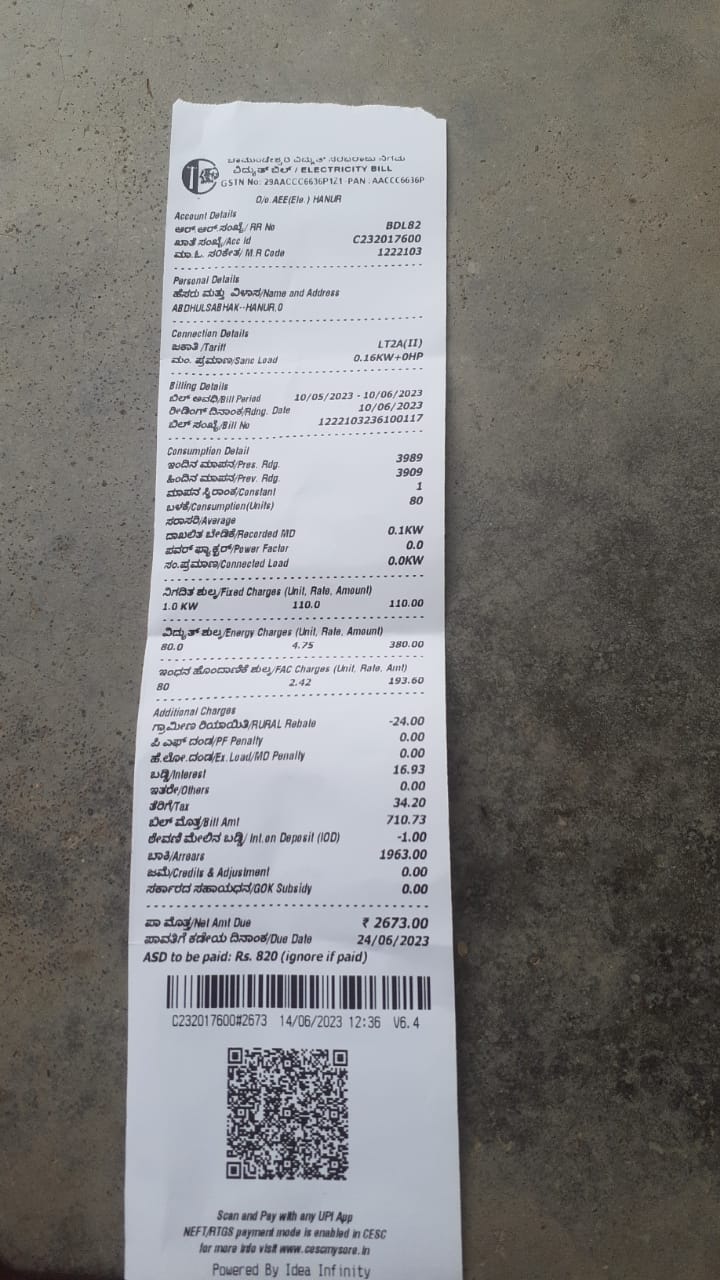 ಚಾಮುಂಡೇಶ್ವರಿ ವಿದ್ಯುತ್ ಸರಬರಾಜು ನಿಗಮ
ವಿದ್ಯುತ್ ಬಿಲ್ / ELECTRICITY BILL
GSTN No: 29AACCC6636P1Z1 PAN: AACCC6636P
O/o. AEE(Ele.) HANUR
Account Details
ಆರ್ ಆರ್ ಸಂಖ್ಯೆ/ RR No BDL82
ಖಾತೆ ಸಂಖ್ಯೆ/Acc id C232017600
ಮಾ.ಓ. ಸಂಕೇತ/ M.R Code 1222103
Personal Details
ಹೆಸರು ಮತ್ತು ವಿಳಾಸ/Name and Address
ABDHULSABHAK--HANUR,0
Connection Details
ಜಕಾತಿ /Tariff LT2A(II)
ಮಂ. ಪ್ರಮಾಣ/Sanc Load 0.16KW+0HP
Billing Details
ಬಿಲ್ ಅವಧಿ/Bill Period 10/05/2023 - 10/06/2023
ರೀಡಿಂಗ್ ದಿನಾಂಕ/Rdng. Date 10/06/2023
ಬಿಲ್ ಸಂಖ್ಯೆ/Bill No 1222103236100117
Consumption Detail
ಇಂದಿನ ಮಾಪನ/Pres. Rdg. 3989
ಹಿಂದಿನ ಮಾಪನ/Prev. Rdg. 3909
ಮಾಪನ ಸ್ಥಿರಾಂಕ/Constant 1
ಬಳಕೆ/Consumption(Units) 80
ಸರಾಸರಿ/Average
ದಾಖಲಿತ ಬೇಡಿಕೆ/Recorded MD 0.1KW
ಪವರ್ ಫ್ಯಾಕ್ಟರ್/Power Factor 0.0
ಸಂ.ಪ್ರಮಾಣ/Connected Load 0.0KW
ನಿಗದಿತ ಶುಲ್ಕ/Fixed Charges (Unit, Rate, Amount)
1.0 KW 110.0 110.00
ವಿದ್ಯುತ್ ಶುಲ್ಕ/Energy Charges (Unit, Rate, Amount)
80.0 4.75 380.00
ಇಂಧನ ಹೊಂದಾಣಿಕೆ ಶುಲ್ಕ/FAC Charges (Unit, Rate, Amt)
80 2.42 193.60
Additional Charges
ಗ್ರಾಮೀಣ ರಿಯಾಯಿತಿ/RURAL Rebate -24.00
ಪಿ ಎಫ್ ದಂಡ/PF Penalty 0.00
ಹೆ.ಲೋ.ದಂಡ/Ex. Load/MD Penalty 0.00
ಬಡ್ಡಿ/Interest 16.93
ಇತರೇ/Others 0.00
ತೆರಿಗೆ/Tax 34.20
ಬಿಲ್ ಮೊತ್ತ/Bill Amt 710.73
ಠೇವಣಿ ಮೇಲಿನ ಬಡ್ಡಿ/ Int.on Deposit (IOD) -1.00
ಬಾಕಿ/Arrears 1963.00
ಜಮೆ/Credits & Adjustment 0.00
ಸರ್ಕಾರದ ಸಹಾಯಧನ/GOK Subsidy 0.00
ಪಾ ಮೊತ್ತ/Net Amt Due ₹ 2673.00
ಪಾವತಿಗೆ ಕಡೇಯ ದಿನಾಂಕ/Due Date 24/06/2023
ASD to be paid: Rs. 820 (ignore if paid)
C232017600#2673 14/06/2023 12:36 V6.4
Scan and Pay with any UPI App
NEFT/RTGS payment mode is enabled in CESC
for more info visit www.cescmysore.in
Powered By Idea Infinity